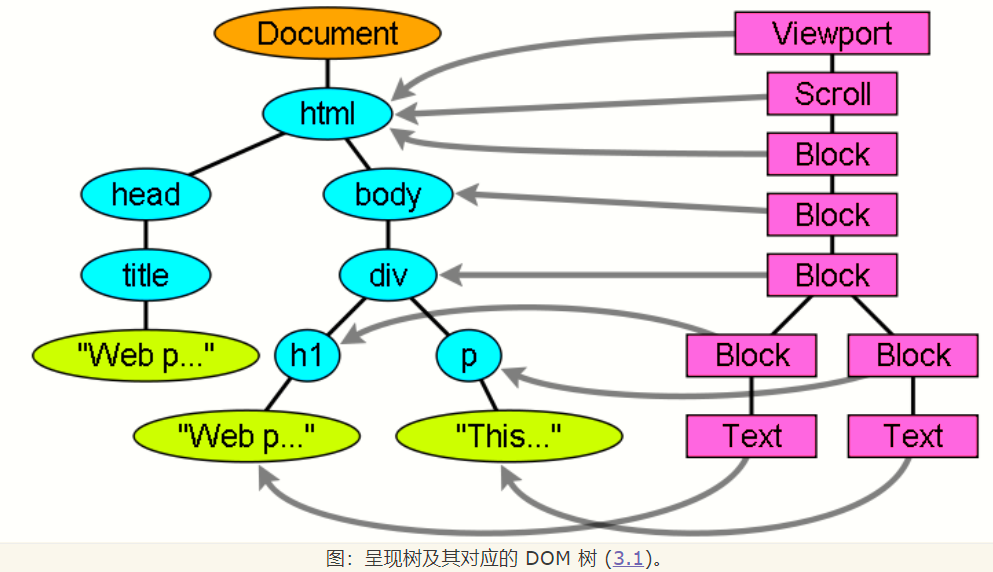 Document
Viewport
html
Scroll
Block
head
body
Block
title
div
Block
"Web p..."
h1
p
Block
Block
"Web p..."
"This..."
Text
Text
图：呈现树及其对应的 DOM 树 (3.1)。